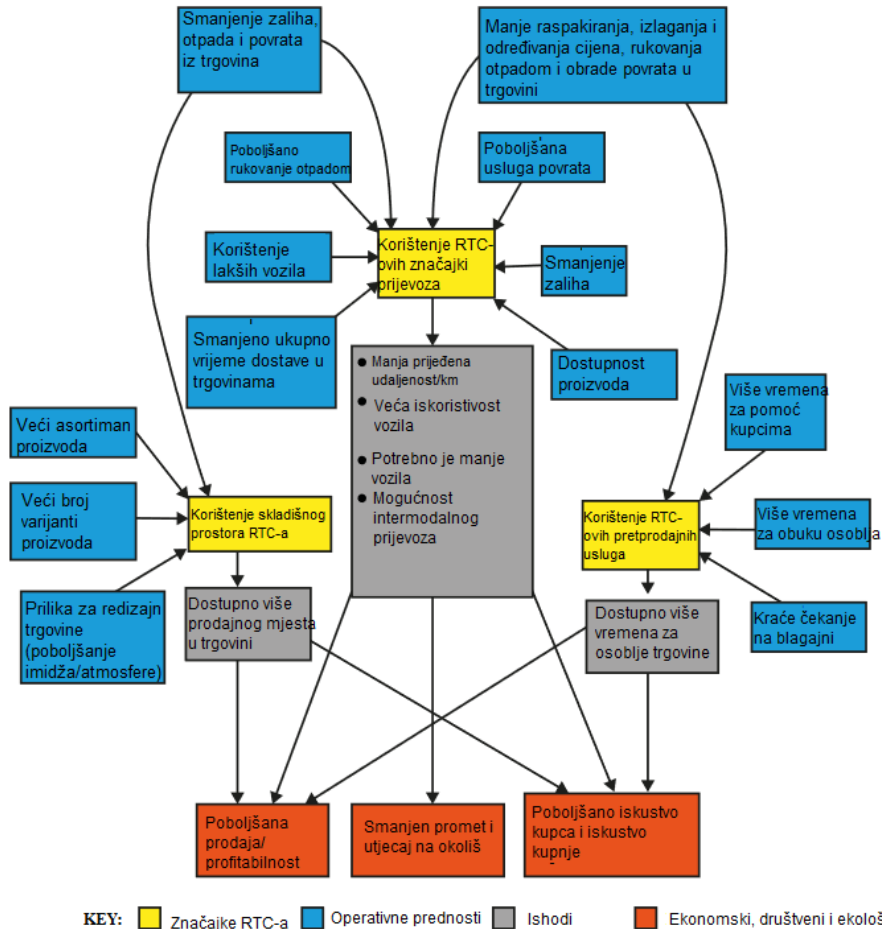 Smanjenje zaliha,
otpada i povrata
iz trgovina
Manje raspakiranja, izlaganja i
određivanja cijena, rukovanja
otpadom i obrade povrata u
trgovini
Poboljšano
rukovanje otpadom
Poboljšana
usluga povrata
Korištenje
lakših vozila
Korištenje RTC-
ovih značajki
prijevoza
Smanjenje
zaliha
Smanjeno ukupno
vrijeme dostave u
trgovinama
Dostupnost
proizvoda
● Manja prijeđena
udaljenost/km
● Veća iskoristivost
vozila
● Potrebno je manje
vozila
● Mogućnost
intermodalnog
prijevoza
Više vremena
za pomoć
kupcima
Veći asortiman
proizvoda
Veći broj
varijanti
proizvoda
Korištenje skladišnog
prostora RTC-a
Korištenje RTC-
ovih pretprodajnih
usluga
Više vremena
za obuku osoblja
Prilika za redizajn
trgovine
(poboljšanje
imidža/atmosfere)
Dostupno više
prodajnog mjesta
u trgovini
Dostupno više
vremena za
osoblje trgovine
Kraće čekanje
na blagajni
Poboljšana
prodaja/
profitabilnost
Smanjen promet i
utjecaj na okoliš
Poboljšano iskustvo
kupca i iskustvo
kupnje
KEY: Značajke RTC-a Operativne prednosti Ishodi Ekonomski, društveni i ekološ